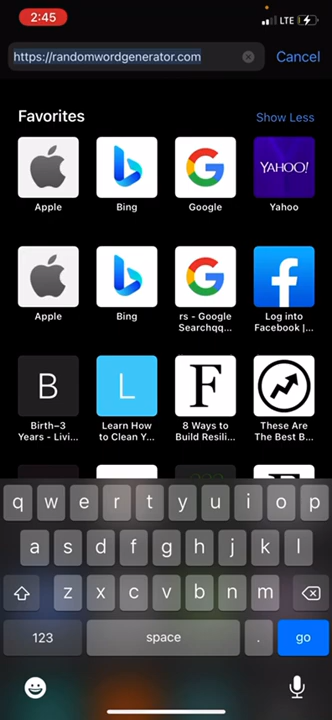 2:45
LTE
https://randomwordgenerator.com
Cancel
Favorites
Show Less
YAHOO!
Apple
Bing
Google
Yahoo
Apple
Bing
rs - Google
Searchqq...
Log into
Facebook |...
B
L
F
Birth–3
Years - Livi...
Learn How
to Clean Y...
8 Ways to
Build Resili...
These Are
The Best B...
q w e r t y u i o p
a s d f g h j k l
z x c v b n m
123
space
.
go